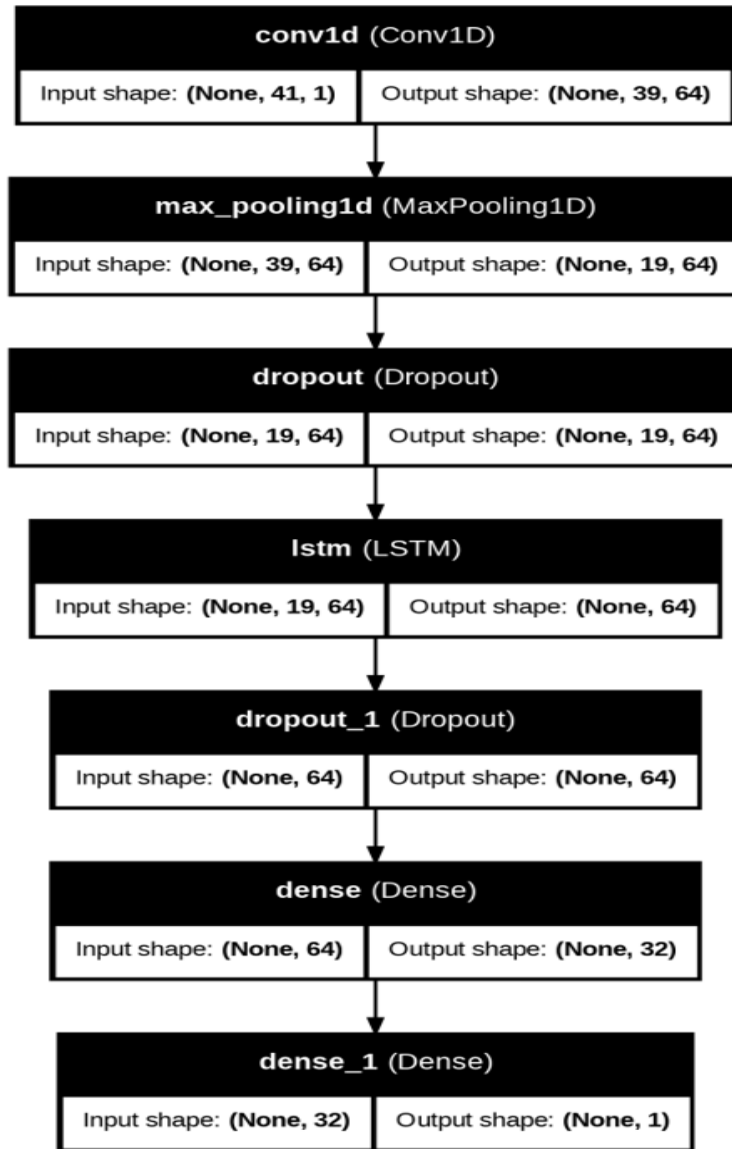 conv1d (Conv1D)
Input shape: (None, 41, 1) Output shape: (None, 39, 64)
max_pooling1d (MaxPooling1D)
Input shape: (None, 39, 64) Output shape: (None, 19, 64)
dropout (Dropout)
Input shape: (None, 19, 64) Output shape: (None, 19, 64)
lstm (LSTM)
Input shape: (None, 19, 64) Output shape: (None, 64)
dropout_1 (Dropout)
Input shape: (None, 64) Output shape: (None, 64)
dense (Dense)
Input shape: (None, 64) Output shape: (None, 32)
dense_1 (Dense)
Input shape: (None, 32) Output shape: (None, 1)